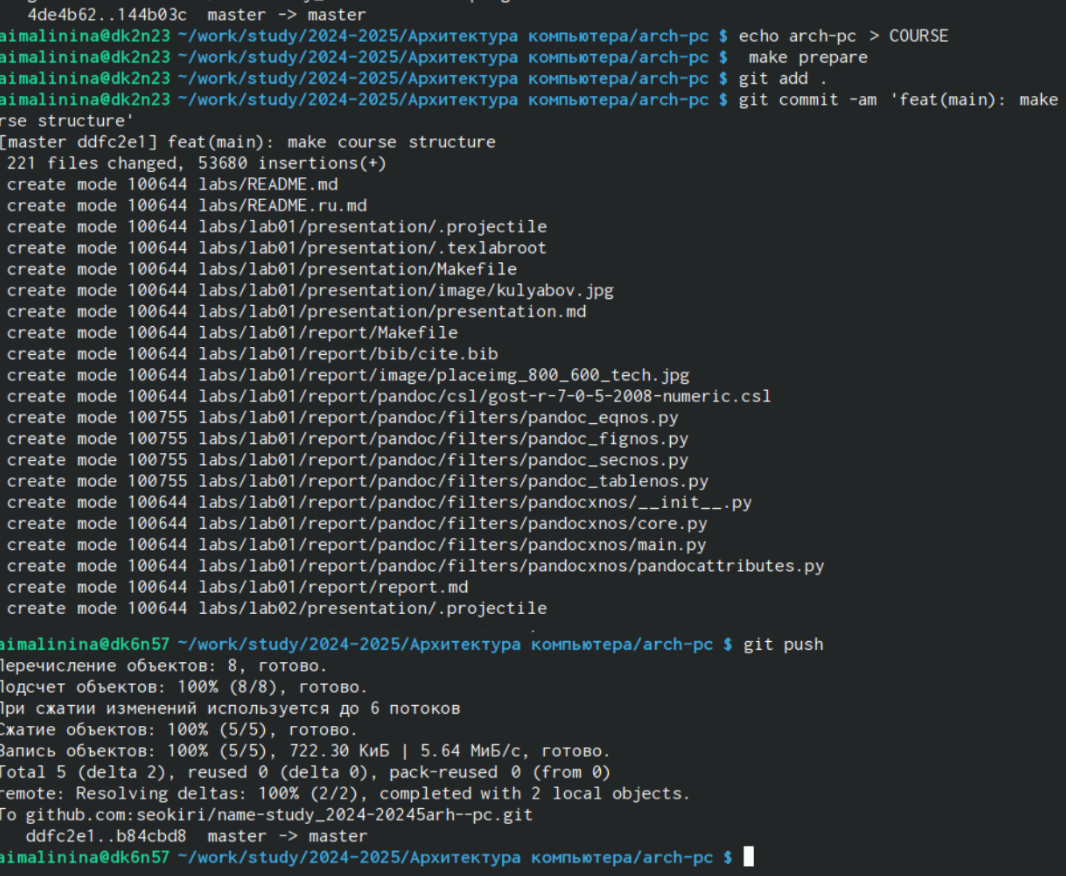 4de4b62..144b03c  master -> master
aimalinina@dk2n23 ~/work/study/2024-2025/Архитектура компьютера/arch-pc $ echo arch-pc > COURSE
aimalinina@dk2n23 ~/work/study/2024-2025/Архитектура компьютера/arch-pc $  make prepare
aimalinina@dk2n23 ~/work/study/2024-2025/Архитектура компьютера/arch-pc $ git add .
aimalinina@dk2n23 ~/work/study/2024-2025/Архитектура компьютера/arch-pc $ git commit -am 'feat(main): make
rse structure'
[master ddfc2e1] feat(main): make course structure
221 files changed, 53680 insertions(+)
create mode 100644 labs/README.md
create mode 100644 labs/README.ru.md
create mode 100644 labs/lab01/presentation/.projectile
create mode 100644 labs/lab01/presentation/.texlabroot
create mode 100644 labs/lab01/presentation/Makefile
create mode 100644 labs/lab01/presentation/image/kulyabov.jpg
create mode 100644 labs/lab01/presentation/presentation.md
create mode 100644 labs/lab01/report/Makefile
create mode 100644 labs/lab01/report/bib/cite.bib
create mode 100644 labs/lab01/report/image/placeimg_800_600_tech.jpg
create mode 100644 labs/lab01/report/pandoc/csl/gost-r-7-0-5-2008-numeric.csl
create mode 100755 labs/lab01/report/pandoc/filters/pandoc_eqnos.py
create mode 100755 labs/lab01/report/pandoc/filters/pandoc_fignos.py
create mode 100755 labs/lab01/report/pandoc/filters/pandoc_secnos.py
create mode 100755 labs/lab01/report/pandoc/filters/pandoc_tablenos.py
create mode 100644 labs/lab01/report/pandoc/filters/pandocxnos/__init__.py
create mode 100644 labs/lab01/report/pandoc/filters/pandocxnos/core.py
create mode 100644 labs/lab01/report/pandoc/filters/pandocxnos/main.py
create mode 100644 labs/lab01/report/pandoc/filters/pandocxnos/pandocattributes.py
create mode 100644 labs/lab01/report/report.md
create mode 100644 labs/lab02/presentation/.projectile
aimalinina@dk6n57 ~/work/study/2024-2025/Архитектура компьютера/arch-pc $ git push
Перечисление объектов: 8, готово.
Подсчет объектов: 100% (8/8), готово.
При сжатии изменений используется до 6 потоков
Сжатие объектов: 100% (5/5), готово.
Запись объектов: 100% (5/5), 722.30 КиБ | 5.64 МиБ/с, готово.
Total 5 (delta 2), reused 0 (delta 0), pack-reused 0 (from 0)
remote: Resolving deltas: 100% (2/2), completed with 2 local objects.
To github.com:seokiri/name-study_2024-20245arh--pc.git
ddfc2e1..b84cbd8  master -> master
aimalinina@dk6n57 ~/work/study/2024-2025/Архитектура компьютера/arch-pc $